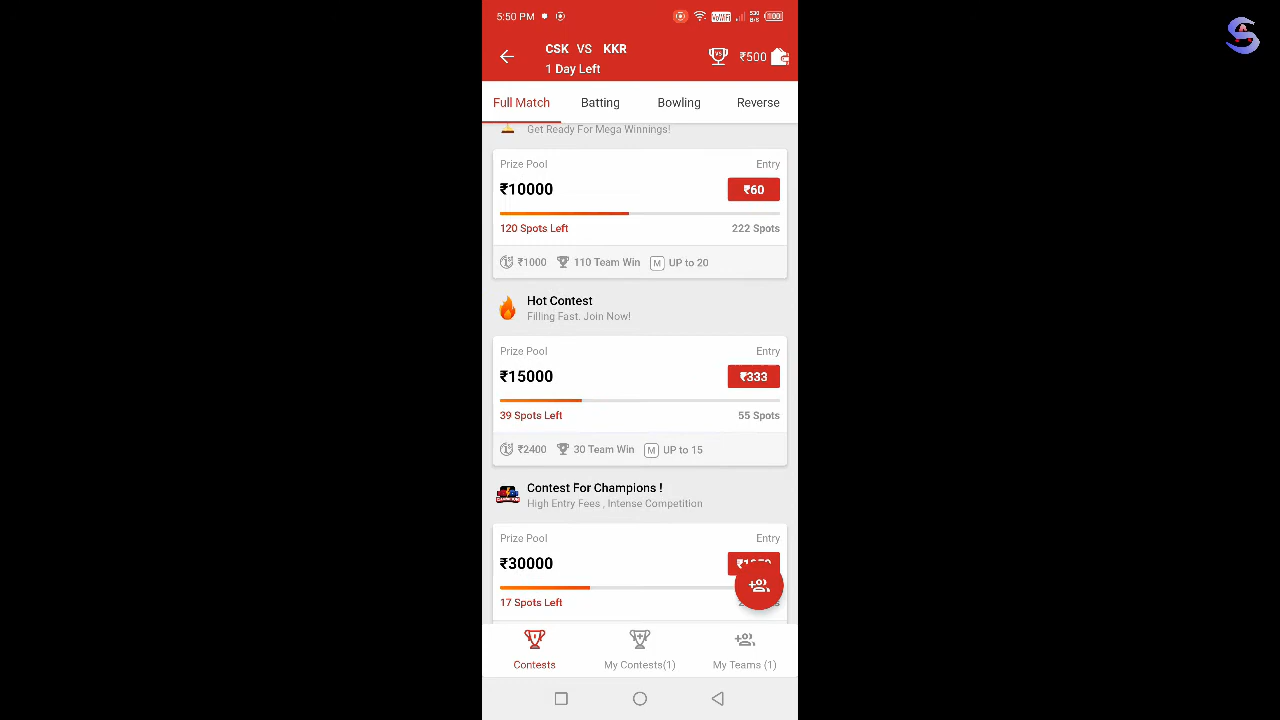 5:50 PM
530 B/S
100
CSK VS KKR
₹500
1 Day Left
Full Match Batting Bowling Reverse
Get Ready For Mega Winnings!
Prize Pool Entry
₹10000 ₹60
120 Spots Left 222 Spots
₹1000 110 Team Win M UP to 20
Hot Contest
Filling Fast. Join Now!
Prize Pool Entry
₹15000 ₹333
39 Spots Left 55 Spots
₹2400 30 Team Win M UP to 15
Contest For Champions !
High Entry Fees , Intense Competition
Prize Pool Entry
₹30000
17 Spots Left
Contests My Contests(1) My Teams (1)